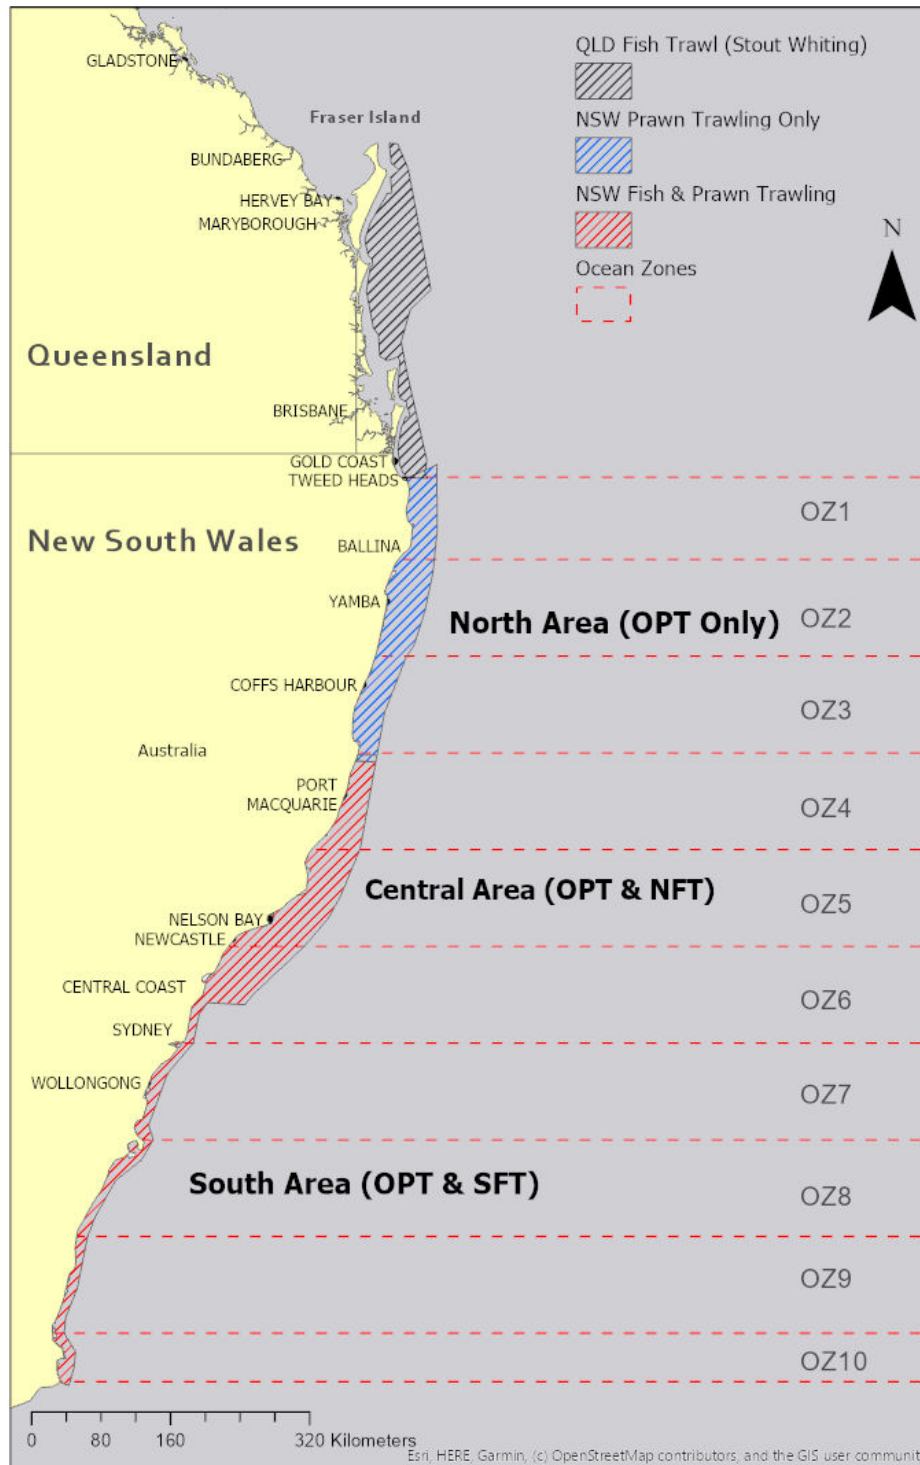 GLADSTONE
QLD Fish Trawl (Stout Whiting)
Fraser Island
NSW Prawn Trawling Only
BUNDABERG
NSW Fish & Prawn Trawling
HERVEY BAY
MARYBOROUGH
N
Ocean Zones
Queensland
BRISBANE
GOLD COAST
TWEED HEADS
OZ1
New South Wales
BALLINA
YAMBA
North Area (OPT Only)
OZ2
COFFS HARBOUR
OZ3
Australia
PORT
MACQUARIE
OZ4
Central Area (OPT & NFT)
OZ5
NELSON BAY
NEWCASTLE
CENTRAL COAST
OZ6
SYDNEY
WOLLONGONG
OZ7
South Area (OPT & SFT)
OZ8
OZ9
OZ10
0 80 160 320 Kilometers
Esri, HERE, Garmin, (c) OpenStreetMap contributors, and the GIS user communit